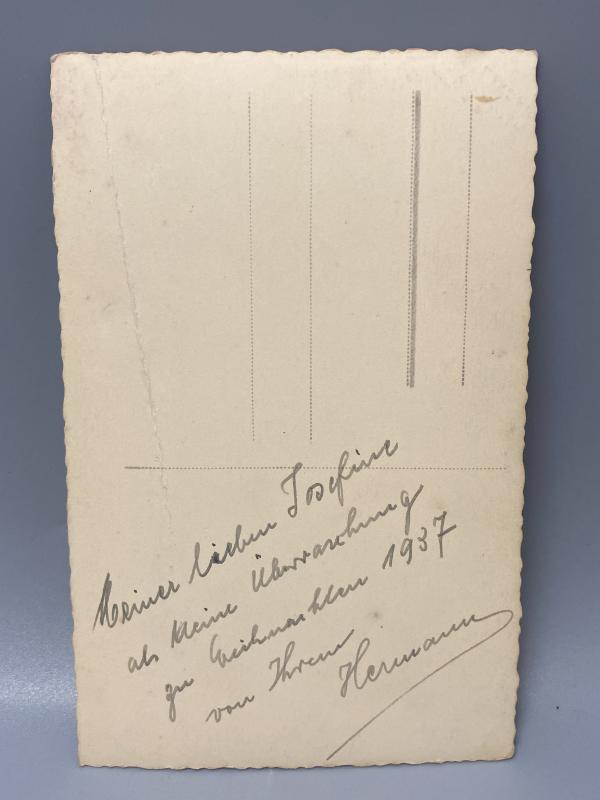 Meiner lieben Josefine
als kleine Überraschung
zu Weihnachten 1937
von Ihrem
Hermann